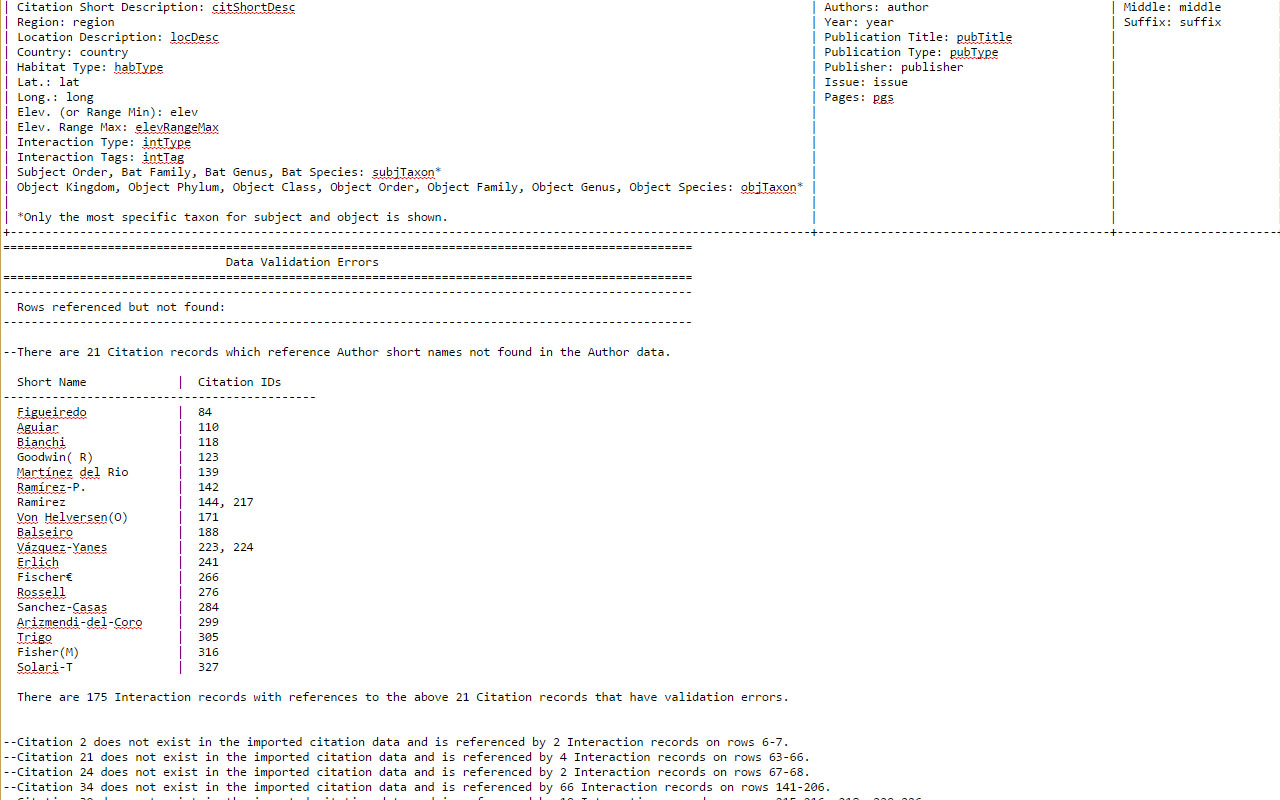 | Citation Short Description: citShortDesc | Authors: author | Middle: middle
| Region: region | Year: year | Suffix: suffix
| Location Description: locDesc | Publication Title: pubTitle |
| Country: country | Publication Type: pubType |
| Habitat Type: habType | Publisher: publisher |
| Lat.: lat | Issue: issue |
| Long.: long | Pages: pgs |
| Elev. (or Range Min): elev | |
| Elev. Range Max: elevRangeMax | |
| Interaction Type: intType | |
| Interaction Tags: intTag | |
| Subject Order, Bat Family, Bat Genus, Bat Species: subjTaxon* | |
| Object Kingdom, Object Phylum, Object Class, Object Order, Object Family, Object Genus, Object Species: objTaxon* | |
| *Only the most specific taxon for subject and object is shown. | |
Data Validation Errors
Rows referenced but not found:
--There are 21 Citation records which reference Author short names not found in the Author data.
Short Name | Citation IDs
Figueiredo | 84
Aguiar | 110
Bianchi | 118
Goodwin( R) | 123
Martínez del Rio | 139
Ramírez-P. | 142
Ramirez | 144, 217
Von Helversen(O) | 171
Balseiro | 188
Vázquez-Yanes | 223, 224
Erlich | 241
Fischer€ | 266
Rossell | 276
Sanchez-Casas | 284
Arizmendi-del-Coro | 299
Trigo | 305
Fisher(M) | 316
Solari-T | 327
There are 175 Interaction records with references to the above 21 Citation records that have validation errors.
--Citation 2 does not exist in the imported citation data and is referenced by 2 Interaction records on rows 6-7.
--Citation 21 does not exist in the imported citation data and is referenced by 4 Interaction records on rows 63-66.
--Citation 24 does not exist in the imported citation data and is referenced by 2 Interaction records on rows 67-68.
--Citation 34 does not exist in the imported citation data and is referenced by 66 Interaction records on rows 141-206.